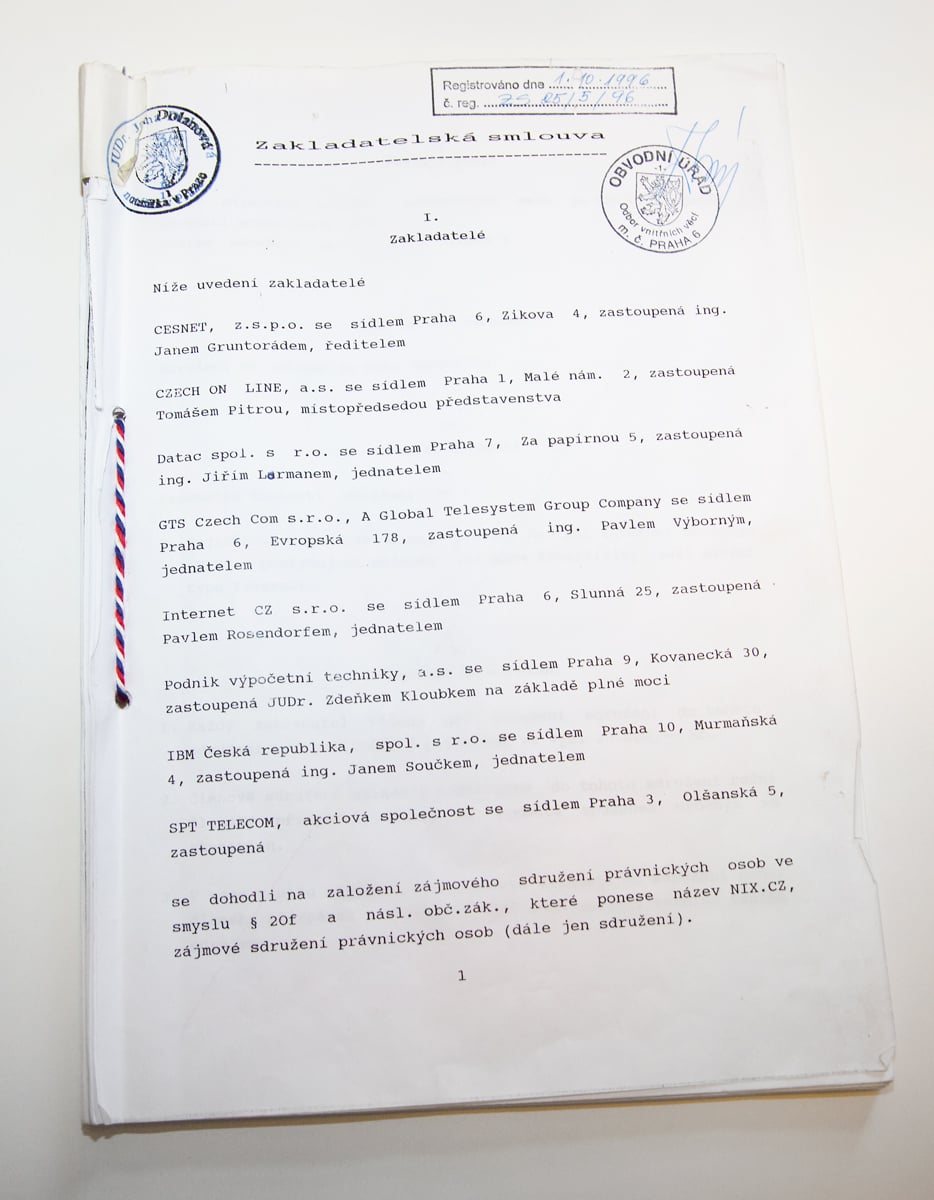 Registrováno dne 1.10.1996
č. reg. ZS 25/5/96
JUDr. Dolanová
notářka v Praze
Zakladatelská smlouva
OBVODNÍ ÚŘAD
-1-
Odbor vnitřních věcí
m. č. PRAHA 6
I.
Zakladatelé
Níže uvedení zakladatelé
CESNET, z.s.p.o. se sídlem Praha 6, Zikova 4, zastoupená ing.
Janem Gruntorádem, ředitelem
CZECH ON LINE, a.s. se sídlem Praha 1, Malé nám. 2, zastoupená
Tomášem Pitrou, místopředsedou představenstva
Datac spol. s r.o. se sídlem Praha 7, Za papírnou 5, zastoupená
ing. Jiřím Larmanem, jednatelem
GTS Czech Com s.r.o., A Global Telesystem Group Company se sídlem
Praha 6, Evropská 178, zastoupená ing. Pavlem Výborným,
jednatelem
Internet CZ s.r.o. se sídlem Praha 6, Slunná 25, zastoupená
Pavlem Rosendorfem, jednatelem
Podnik výpočetní techniky, a.s. se sídlem Praha 9, Kovanecká 30,
zastoupená JUDr. Zdeňkem Kloubkem na základě plné moci
IBM Česká republika, spol. s r.o. se sídlem Praha 10, Murmaňská
4, zastoupená ing. Janem Součkem, jednatelem
SPT TELECOM, akciová společnost se sídlem Praha 3, Olšanská 5,
zastoupená
se dohodli na založení zájmového sdružení právnických osob ve
smyslu § 20f a násl. obč.zák., které ponese název NIX.CZ,
zájmové sdružení právnických osob (dále jen sdružení).
1